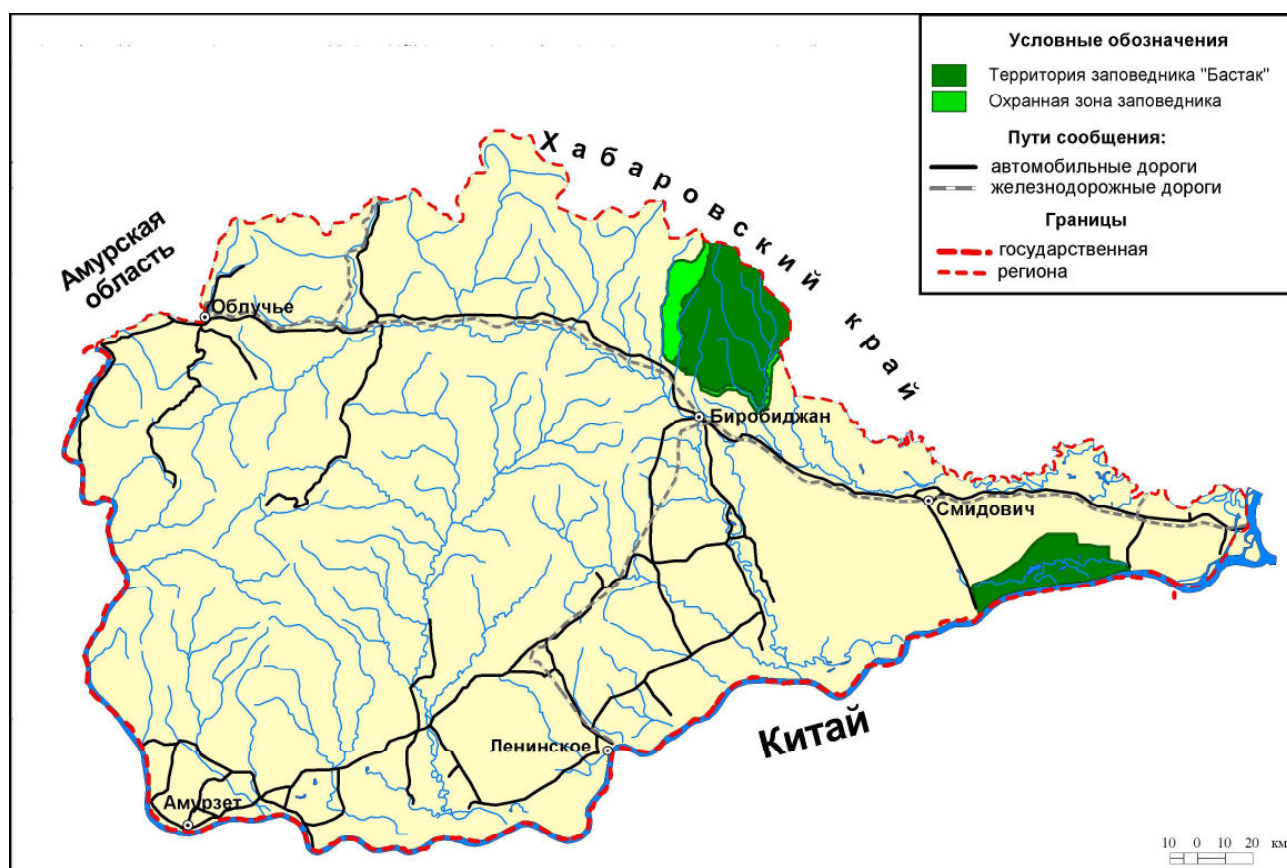 Условные обозначения
Территория заповедника "Бастак"
Охранная зона заповедника
Пути сообщения:
автомобильные дороги
железнодорожные дороги
Границы
государственная
региона
Хабаровский край
Амурская
область
Облучье
Биробиджан
Смидович
Китай
Ленинское
Амурзет
10 0 10 20 км